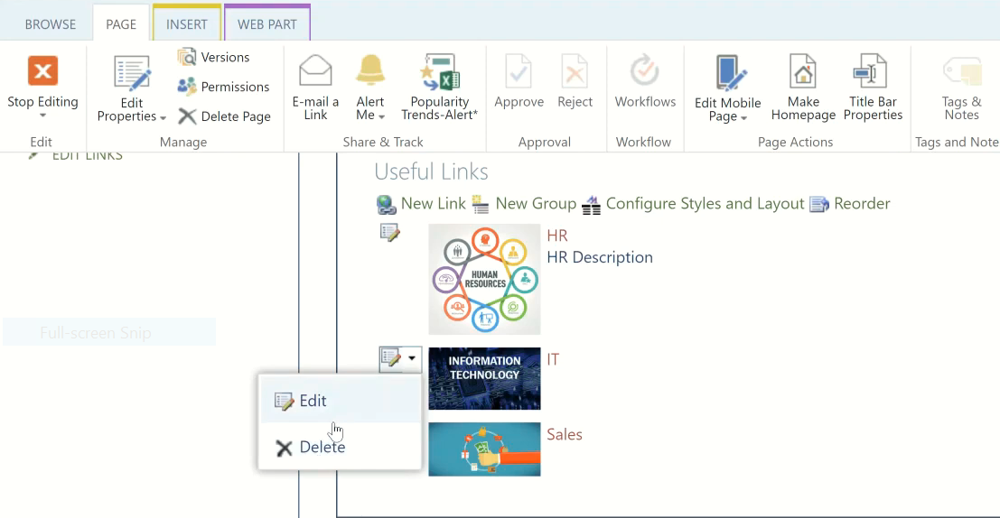 BROWSE PAGE INSERT WEB PART
Stop Editing
Edit
Edit Properties
Versions
Permissions
Delete Page
Manage
E-mail a Link
Alert Me
Popularity Trends-Alert*
Share & Track
Approve
Reject
Approval
Workflows
Workflow
Edit Mobile Page
Make Homepage
Title Bar Properties
Page Actions
Tags & Notes
Tags and Note
EDIT LINKS
Useful Links
New Link New Group Configure Styles and Layout Reorder
HUMAN
RESOURCES
HR
HR Description
Full-screen Snip
INFORMATION
TECHNOLOGY
IT
Edit
Delete
Sales